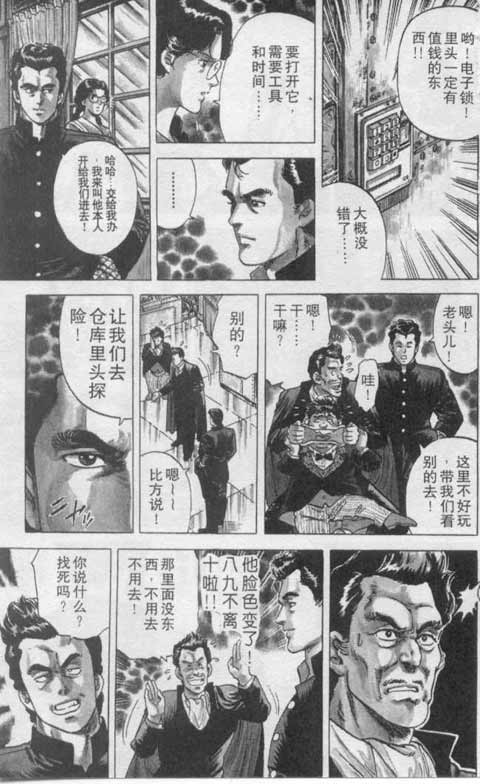 哟！电子锁！
里头一定有
值钱的东
西!!
大概没
错了……
要打开它，
需要工具
和时间……
………
哈哈…交给我办
，我来叫他本人
开给我们进去！
嗯！
老头儿！
这里不好玩
，带我们看
别的去！
嗯！
干……
干嘛？
哇！
别的？
嗯~~
比方说！
让我们去
仓库里头探
险！
他脸色变了!!
八九不离
十啦!!
那里面没东
西，不用去
不用去！
你说什么？
找死吗？